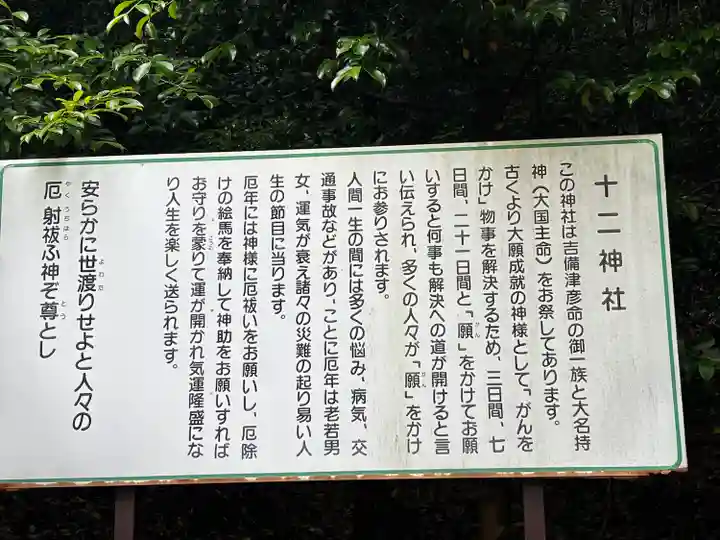 十二神社
この神社は吉備津彦命の御一族と大名持
神（大国主命）をお祭してあります。
古くより大願成就の神様として、がんを
かけ」物事を解決するため、三日間、七
日間、二十一日間と「願」をかけてお願
いすると何事も解決への道が開けると言
い伝えられ、多くの人々が「願」をかけ
にお参りされます。
人間一生の間には多くの悩み、病気、交
通事故などがあり、ことに厄年は老若男
女、運気が衰え諸々の災難の起り易い人
生の節目に当ります。
厄年には神様に厄祓いをお願いし、厄除
けの絵馬を奉納して神助をお願いすれば
お守りを蒙りて運が開かれ気運隆盛にな
り人生を楽しく送られます。
安らかに世渡りせよと人々の
厄射祓ふ神ぞ尊とし